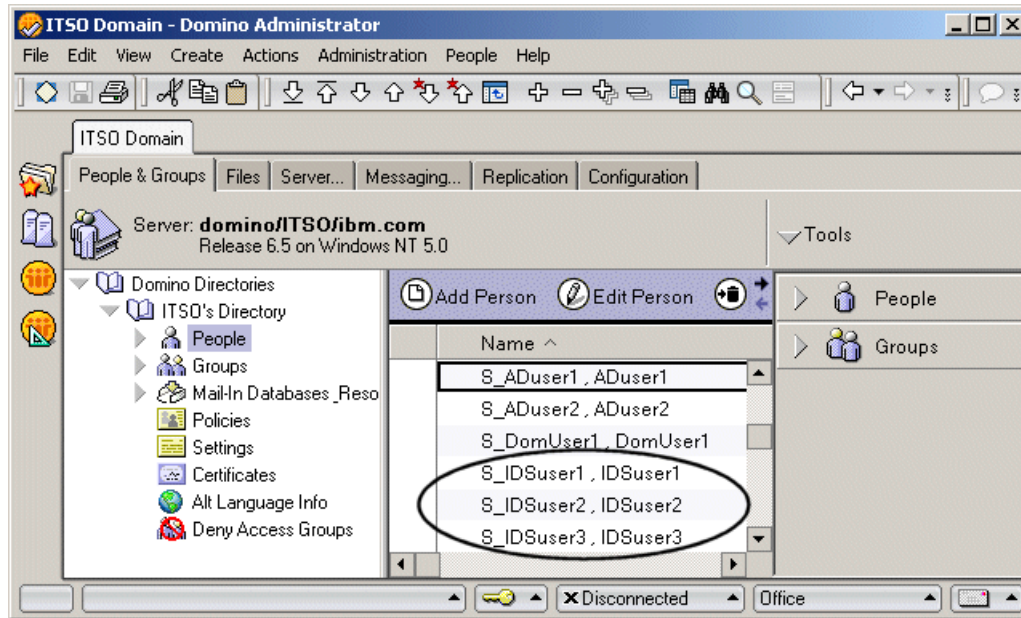 ITSO Domain - Domino Administrator
File Edit View Create Actions Administration People Help
ITSO Domain
People & Groups Files Server... Messaging... Replication Configuration
Server: domino/ITSO/ibm.com
Release 6.5 on Windows NT 5.0
Tools
Domino Directories
ITSO's Directory
People
Groups
Mail-In Databases_Reso
Policies
Settings
Certificates
Alt Language Info
Deny Access Groups
Add Person Edit Person
Name
S_ADuser1 , ADuser1
S_ADuser2 , ADuser2
S_DomUser1 , DomUser1
S_IDSuser1 , IDSuser1
S_IDSuser2 , IDSuser2
S_IDSuser3 , IDSuser3
People
Groups
Disconnected Office